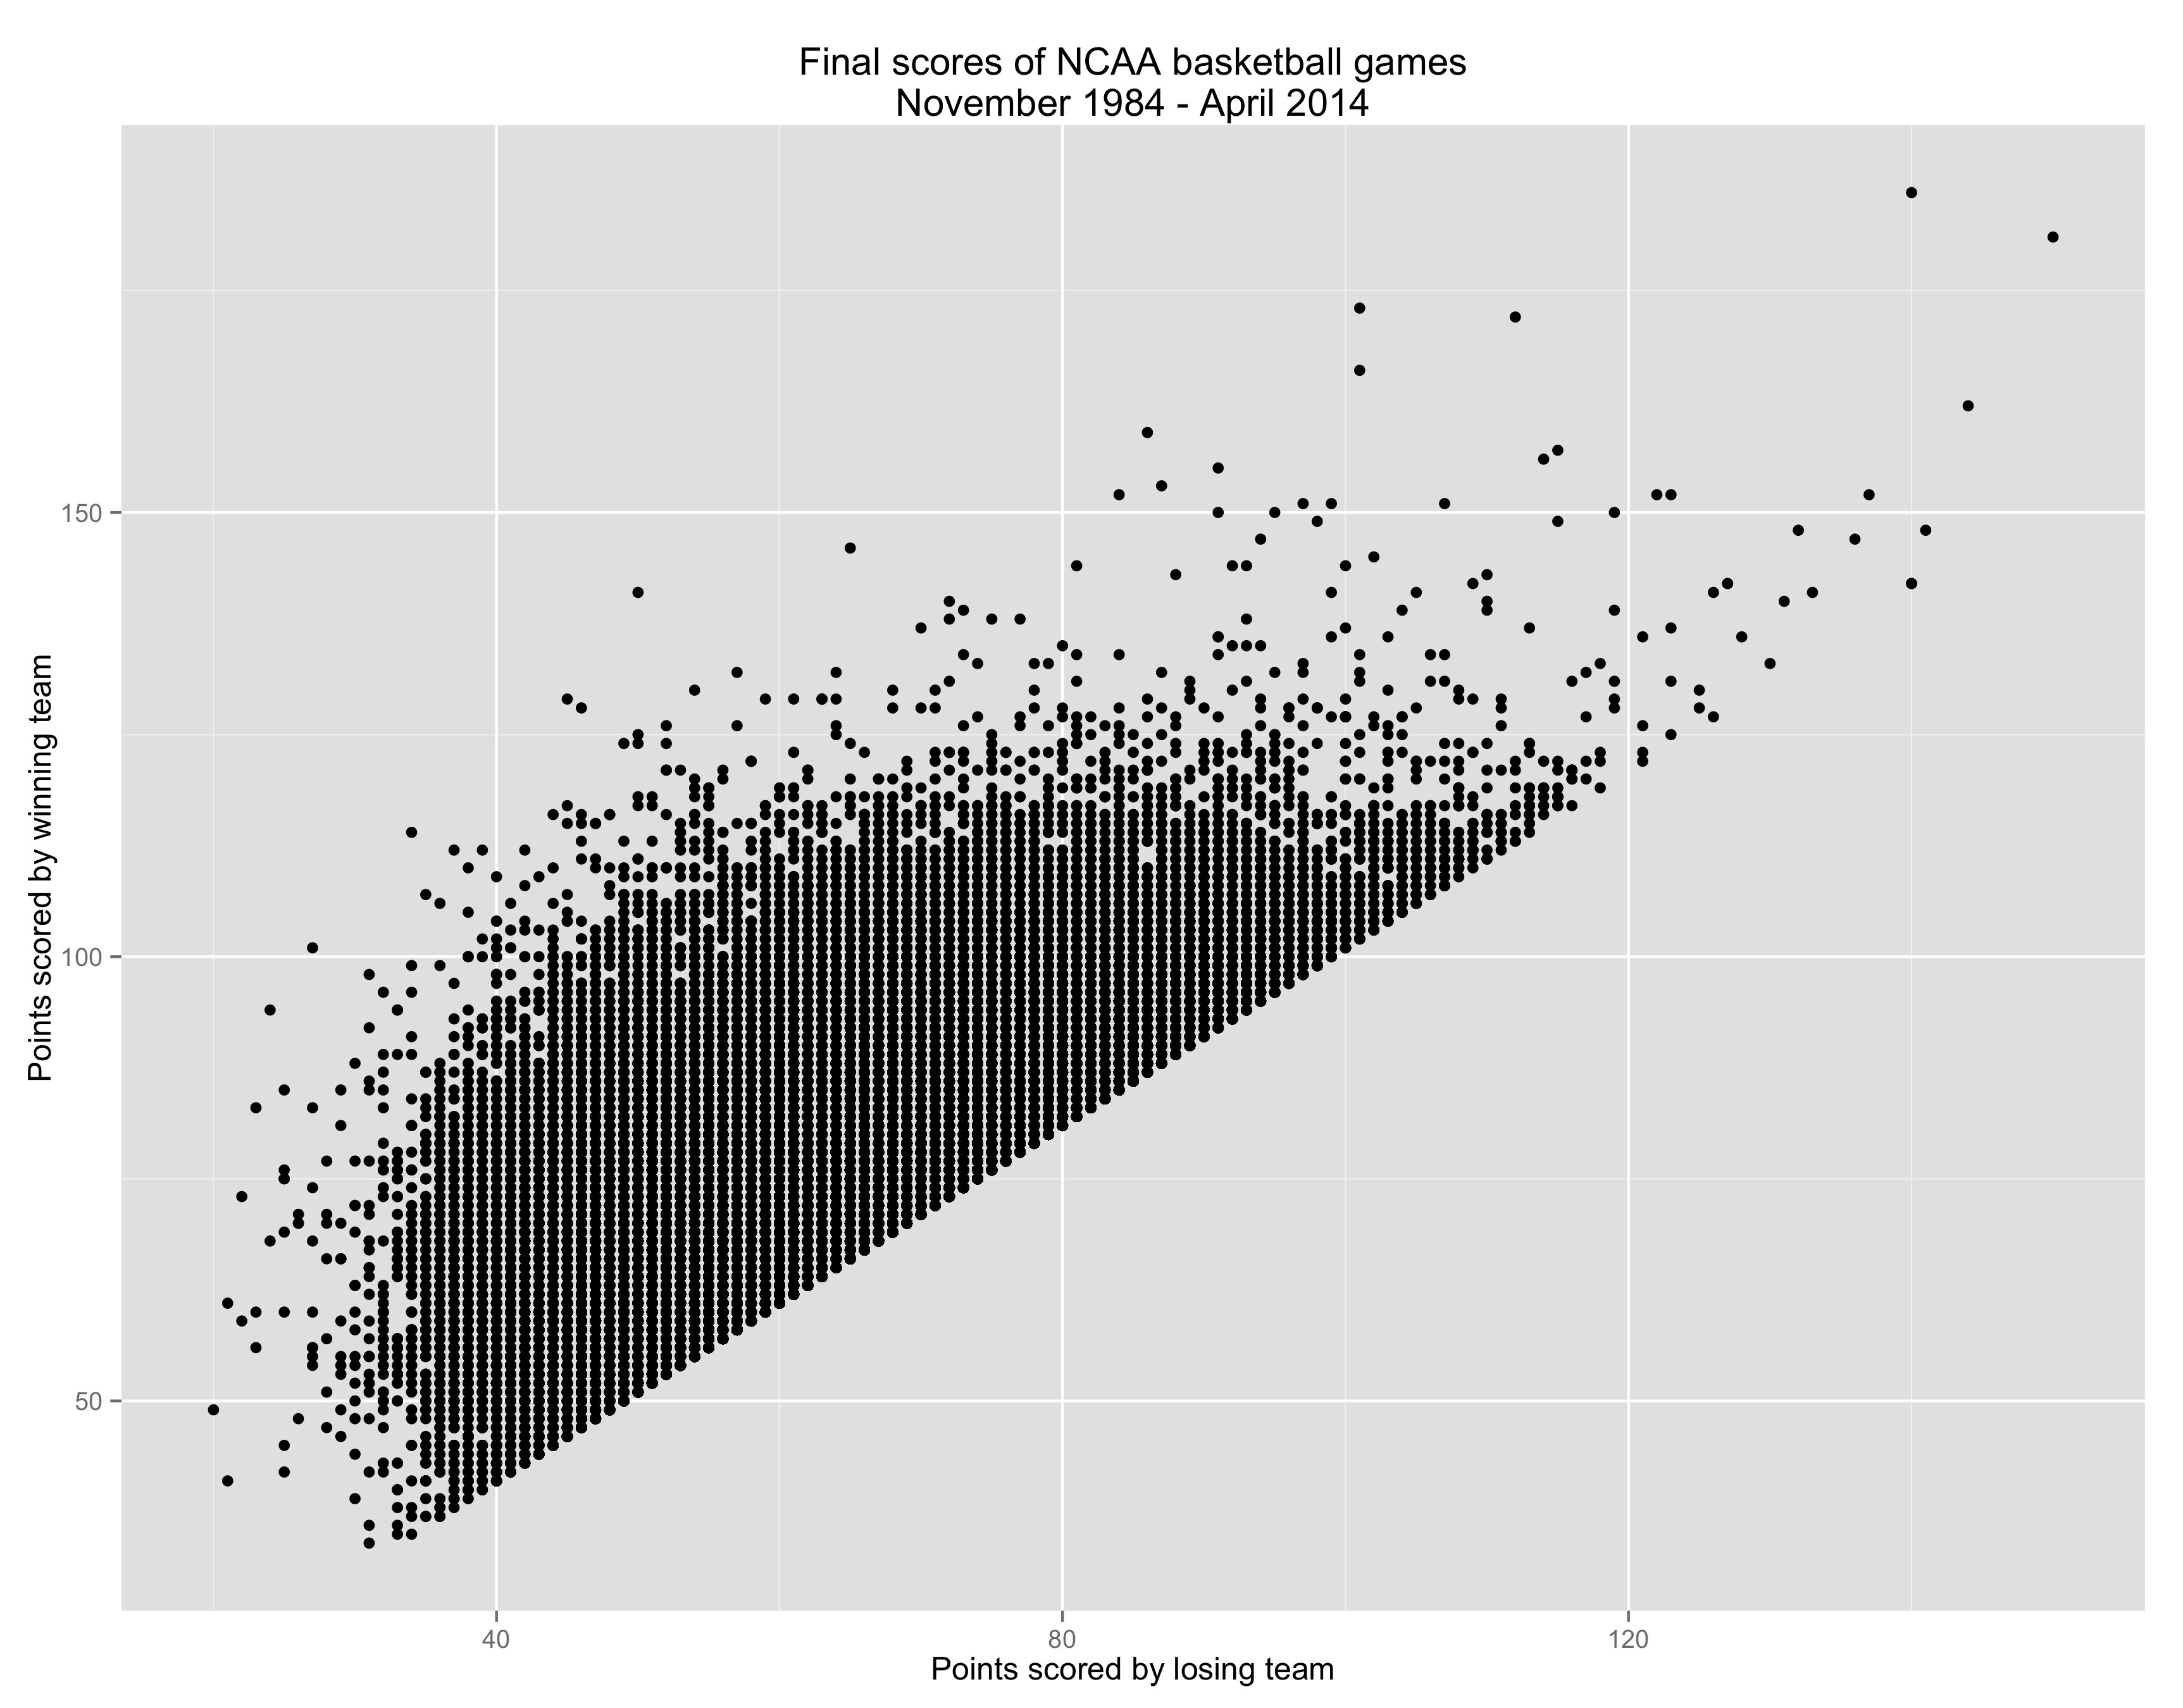 Final scores of NCAA basketball games
November 1984 - April 2014
Points scored by winning team
150
100
50
40
80
120
Points scored by losing team